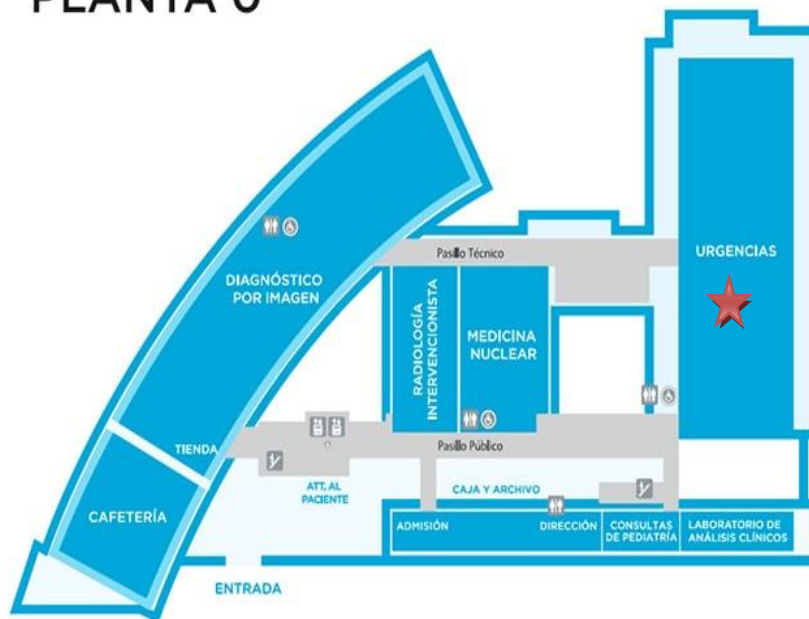 PLANTA 0
URGENCIAS
Pasillo Técnico
DIAGNÓSTICO
POR IMAGEN
RADIOLOGÍA
INTERVENCIONISTA
MEDICINA
NUCLEAR
TIENDA
Pasillo Público
ATT. AL
PACIENTE
CAJA Y ARCHIVO
CAFETERÍA
ADMISIÓN
DIRECCIÓN
CONSULTAS
DE PEDIATRÍA
LABORATORIO DE
ANÁLISIS CLÍNICOS
ENTRADA